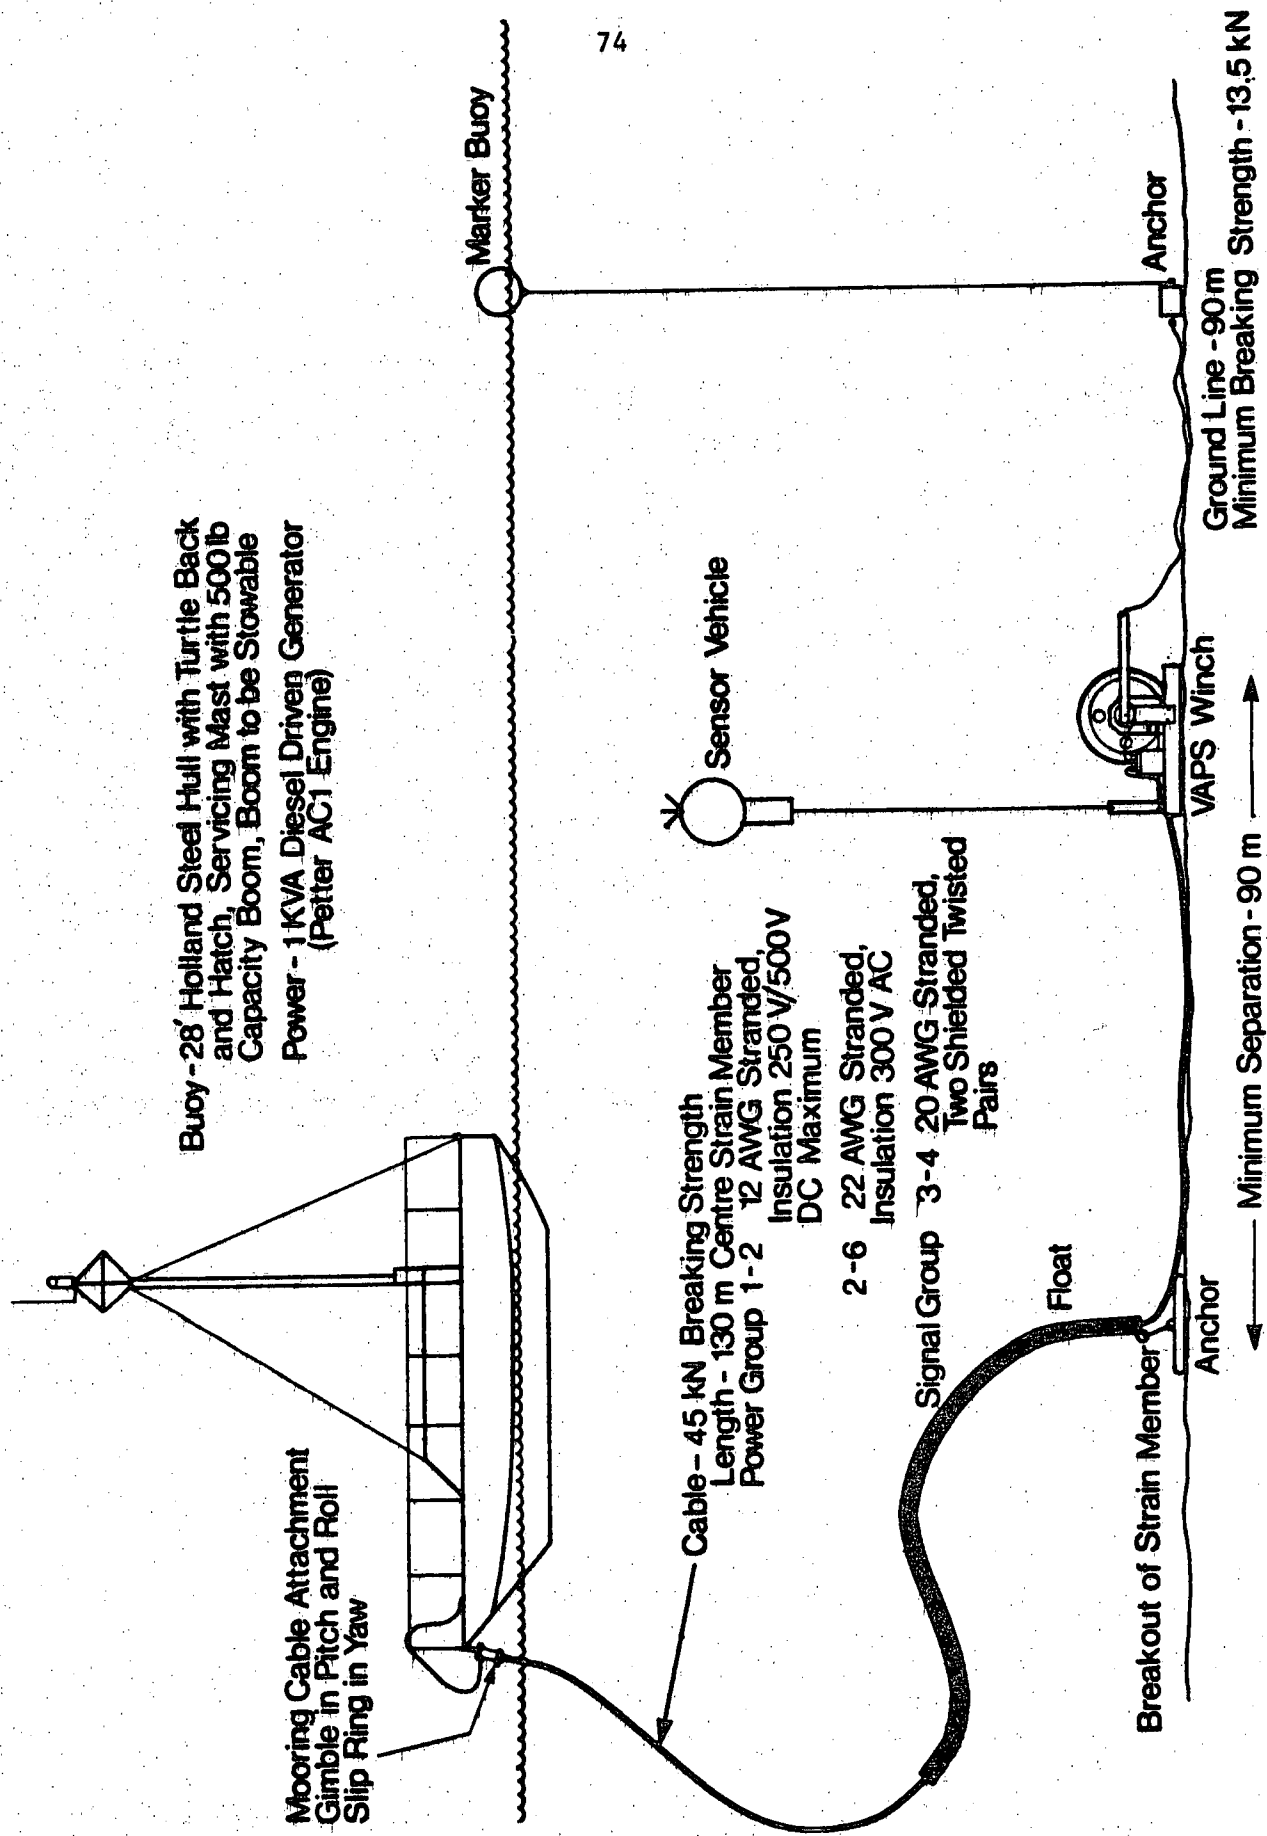 74
Buoy-28' Holland Steel Hull with Turtle Back
and Hatch, Servicing Mast with 500 lb
Capacity Boom, Boom to be Stowable
Power-1 KVA Diesel Driven Generator
(Petter AC1 Engine)
Mooring Cable Attachment
Gimble in Pitch and Roll
Slip Ring in Yaw
Marker Buoy
Cable-45 kN Breaking Strength
Length-130 m Centre Strain Member
Power Group 1-2 12 AWG Stranded,
Insulation 250 V/500V
DC Maximum
2-6 22 AWG Stranded,
Insulation 300 V AC
Signal Group 3-4 20 AWG Stranded,
Two Shielded Twisted
Pairs
Sensor Vehicle
Float
Breakout of Strain Member
Anchor
VAPS Winch
Anchor
Ground Line-90 m
Minimum Breaking Strength-13.5 kN
Minimum Separation-90 m